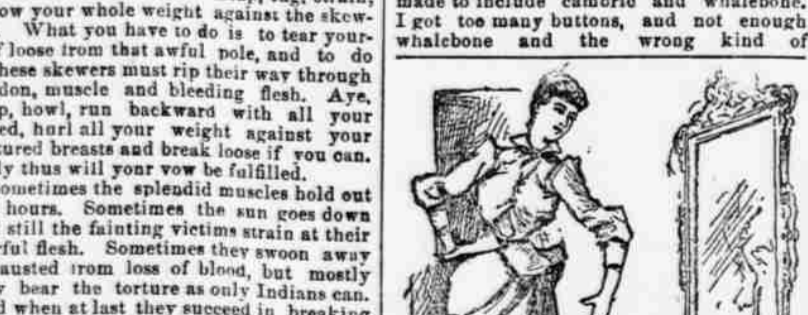 ow your whole weight against the skew-
What you have to do is to tear your-
loose from that awful pole, and to do
hese skewers must rip their way through
don, muscle and bleeding flesh. Aye,
p, howl, run backward with all your
ed, hurl all your weight against your
tured breasts and break loose if you can.
ly thus will your vow be fulfilled.
ometimes the splendid muscles hold out
hours. Sometimes the sun goes down
still the fainting victims strain at their
rful flesh. Sometimes they swoon away
austed from loss of blood, but mostly
y bear the torture as only Indians can.
d when at last they succeed in breaking
made to include cambric and whalebone.
I got too many buttons, and not enough
whalebone and the wrong kind of